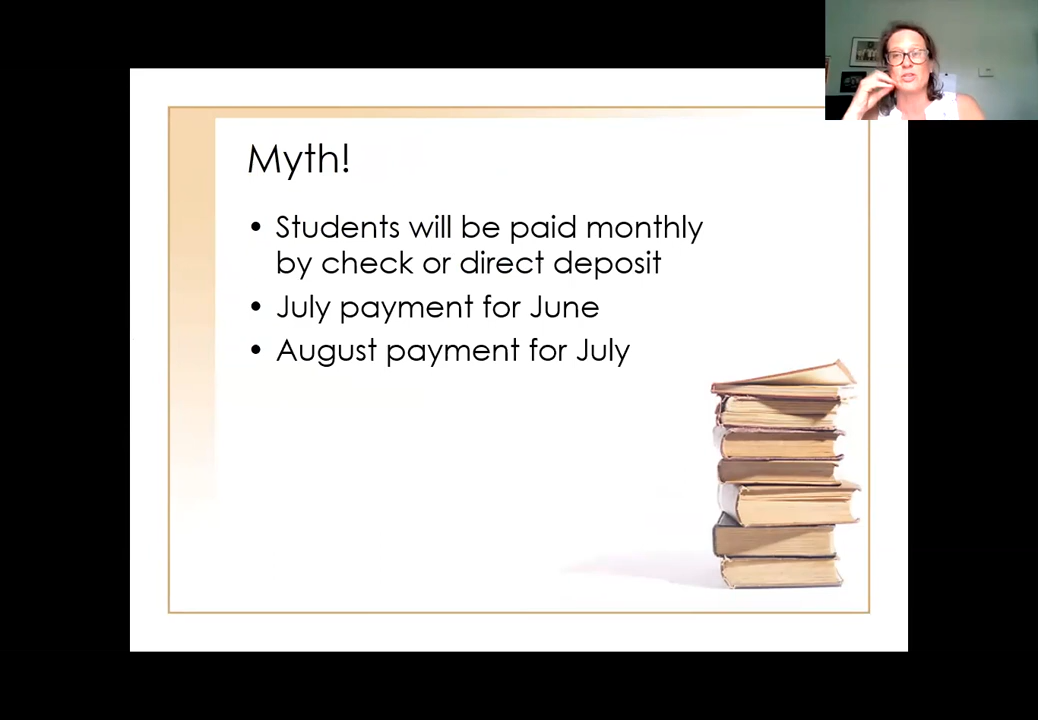 Myth!
• Students will be paid monthly
by check or direct deposit
• July payment for June
• August payment for July